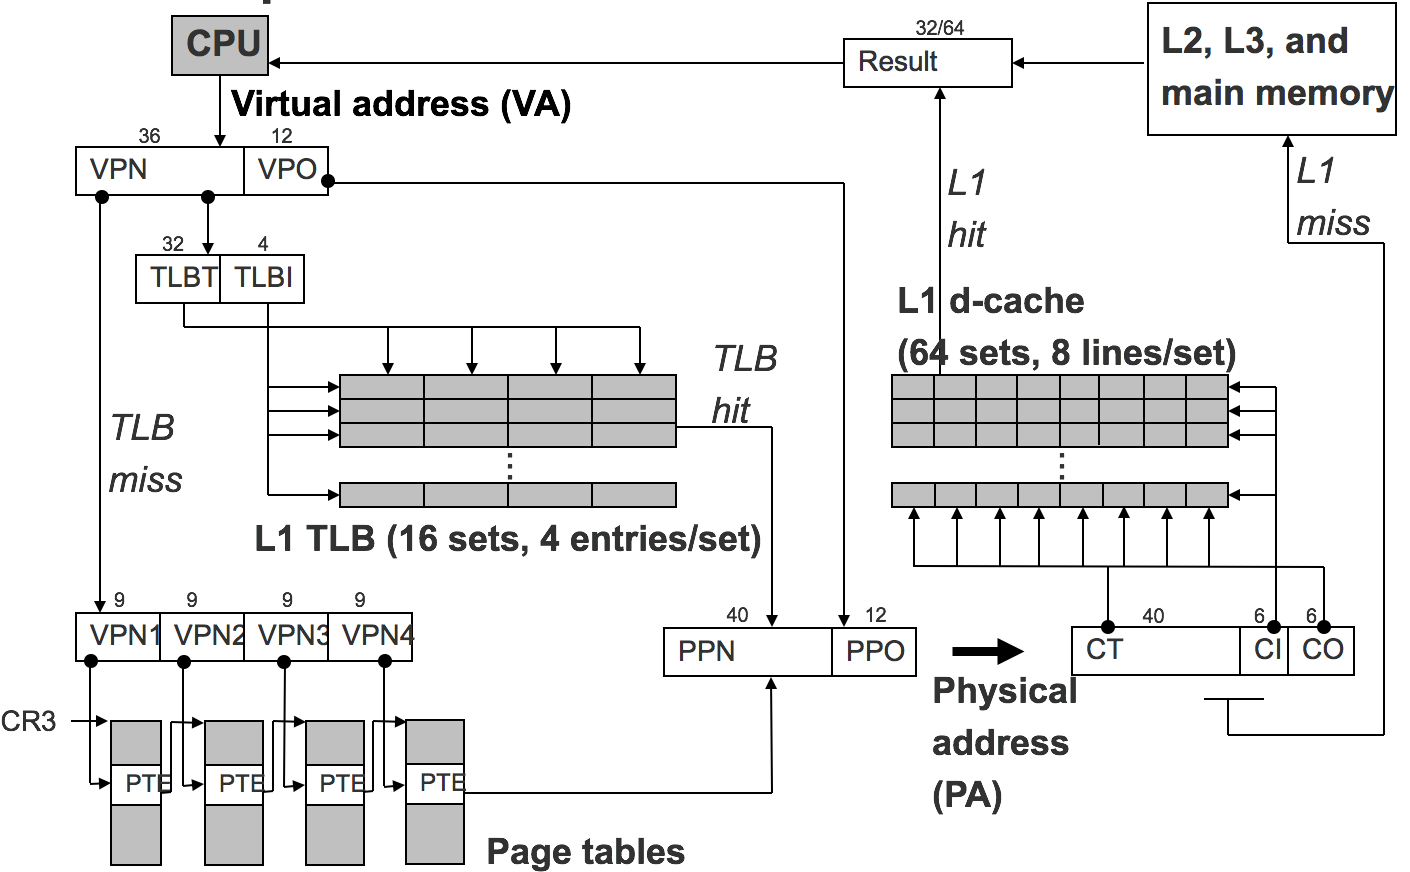 CPU
32/64
Result
L2, L3, and
main memory
Virtual address (VA)
36
12
VPN
VPO
L1
hit
L1
miss
32
4
TLBT
TLBI
L1 d-cache
(64 sets, 8 lines/set)
TLB
hit
TLB
miss
L1 TLB (16 sets, 4 entries/set)
9
9
9
9
VPN1
VPN2
VPN3
VPN4
40
12
PPN
PPO
40
6
6
CT
CI
CO
Physical
address
(PA)
CR3
PTE
PTE
PTE
PTE
Page tables